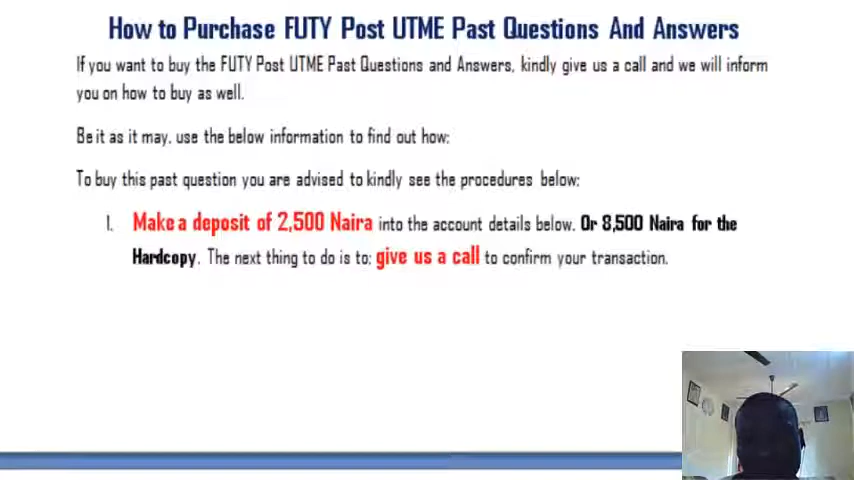 How to Purchase FUTY Post UTME Past Questions And Answers
If you want to buy the FUTY Post UTME Past Questions and Answers, kindly give us a call and we will inform
you on how to buy as well.
Be it as it may, use the below information to find out how:
To buy this past question you are advised to kindly see the procedures below:
1. Make a deposit of 2,500 Naira into the account details below. Or 8,500 Naira for the
Hardcopy. The next thing to do is to: give us a call to confirm your transaction.